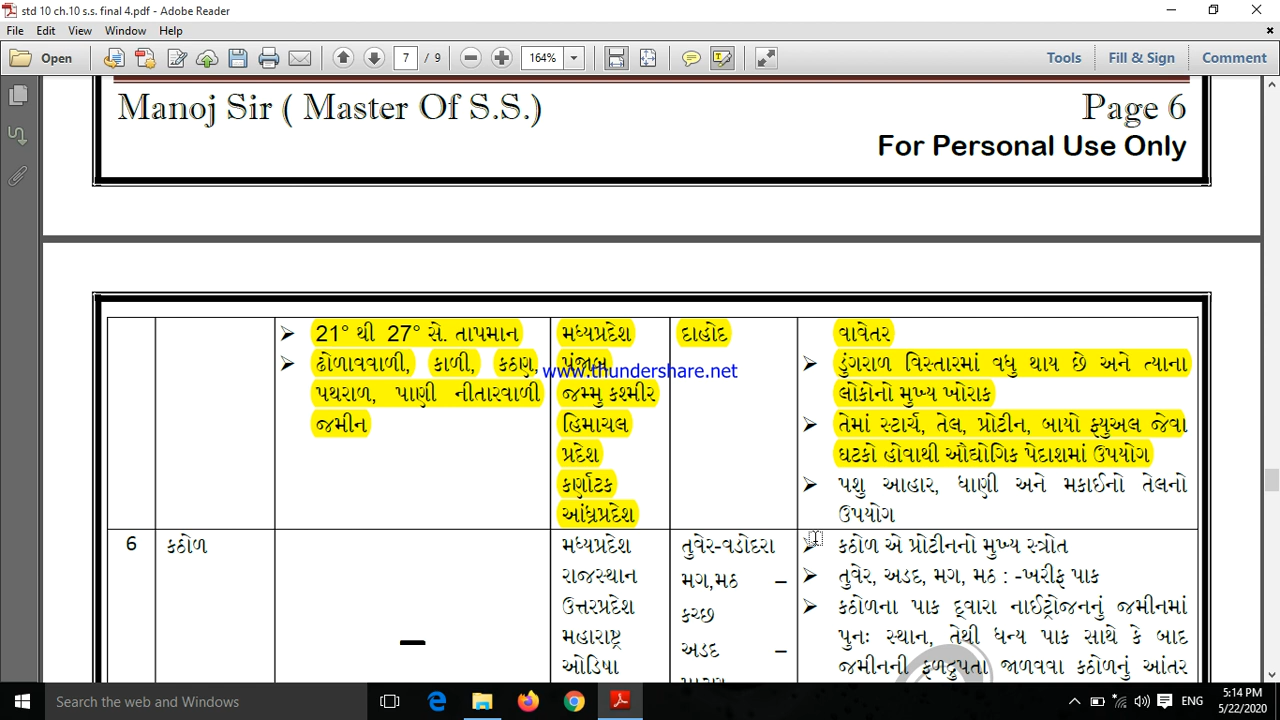 std 10 ch.10 s.s. final 4.pdf - Adobe Reader
File Edit View Window Help
Open 7 / 9 164% Tools Fill & Sign Comment
Manoj Sir ( Master Of S.S.) Page 6
For Personal Use Only
21° થી 27° સે. તાપમાન
ઢોળાવવાળી, કાળી, કઠણ,
પથરાળ, પાણી નીતારવાળી
જમીન
મધ્યપ્રદેશ
પંજાબ
જમ્મુ કશ્મીર
હિમાચલ
પ્રદેશ
કર્ણાટક
આંધ્રપ્રદેશ
દાહોદ
વાવેતર
ડુંગરાળ વિસ્તારમાં વધુ થાય છે અને ત્યાના
લોકોનો મુખ્ય ખોરાક
તેમાં સ્ટાર્ચ, તેલ, પ્રોટીન, બાયો ફ્યુઅલ જેવા
ઘટકો હોવાથી ઔદ્યોગિક પેદાશમાં ઉપયોગ
પશુ આહાર, ધાણી અને મકાઈનો તેલનો
ઉપયોગ
www.thundershare.net
6 કઠોળ
–
મધ્યપ્રદેશ
રાજસ્થાન
ઉત્તરપ્રદેશ
મહારાષ્ટ્ર
ઓડિષા
તુવેર-વડોદરા
મગ,મઠ –
કચ્છ
અડદ –
કઠોળ એ પ્રોટીનનો મુખ્ય સ્ત્રોત
તુવેર, અડદ, મગ, મઠ : -ખરીફ પાક
કઠોળના પાક દ્વારા નાઈટ્રોજનનું જમીનમાં
પુનઃ સ્થાન, તેથી ધન્ય પાક સાથે કે બાદ
જમીનની ફળદ્રુપતા જાળવવા કઠોળનું આંતર
Search the web and Windows
ENG 5:14 PM
5/22/2020